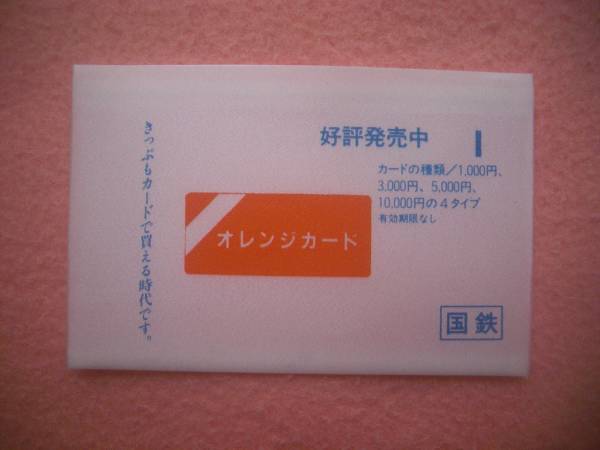 きっぷもカードで買える時代です。
好評発売中
カードの種類/1,000円、
3,000円、5,000円、
10,000円の4タイプ
有効期限なし
オレンジカード
国鉄